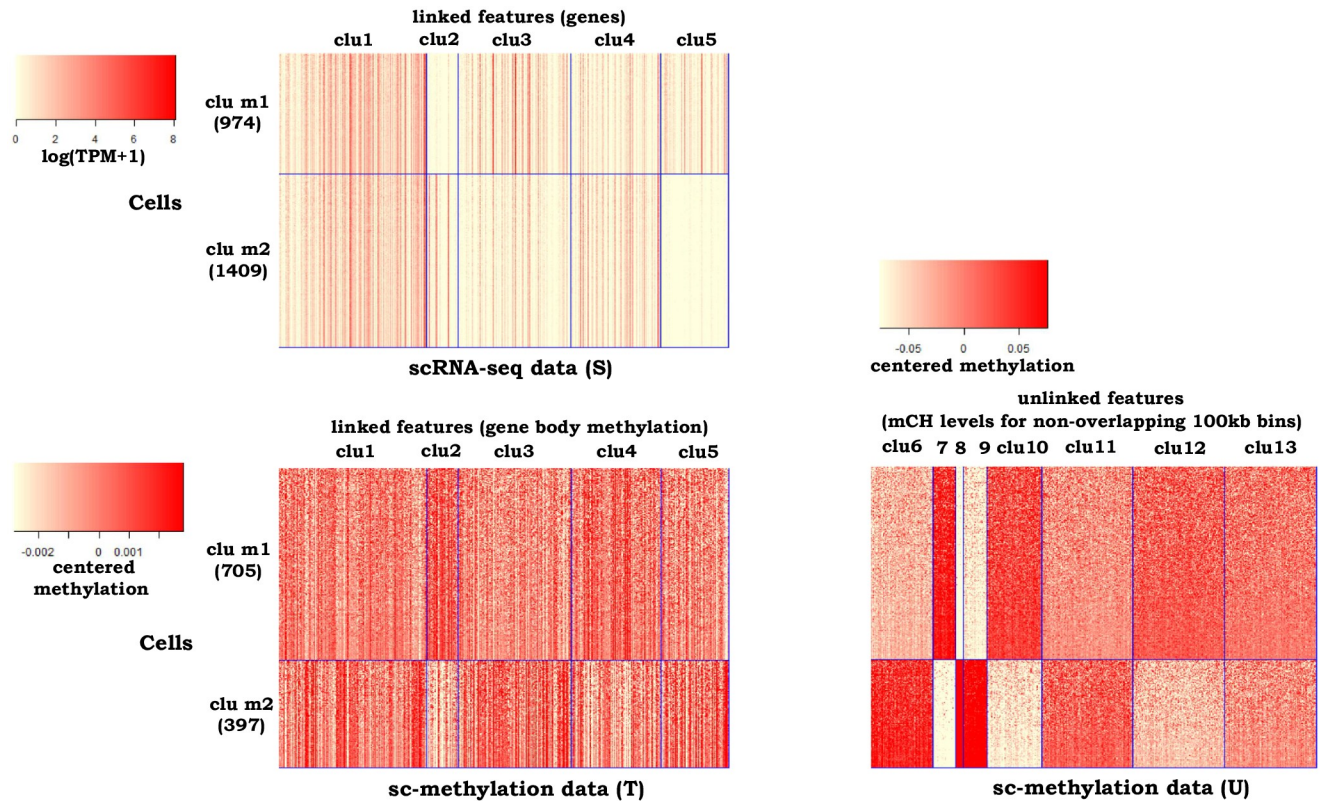 linked features (genes)
clu1 clu2 clu3 clu4 clu5
clu m1
(974)
0 2 4 6 8
log(TPM+1)
Cells
clu m2
(1409)
scRNA-seq data (S)
-0.05 0 0.05
centered methylation
unlinked features
(mCH levels for non-overlapping 100kb bins)
clu6 7 8 9 clu10 clu11 clu12 clu13
linked features (gene body methylation)
clu1 clu2 clu3 clu4 clu5
-0.002 0 0.001
centered
methylation
clu m1
(705)
Cells
clu m2
(397)
sc-methylation data (T)
sc-methylation data (U)